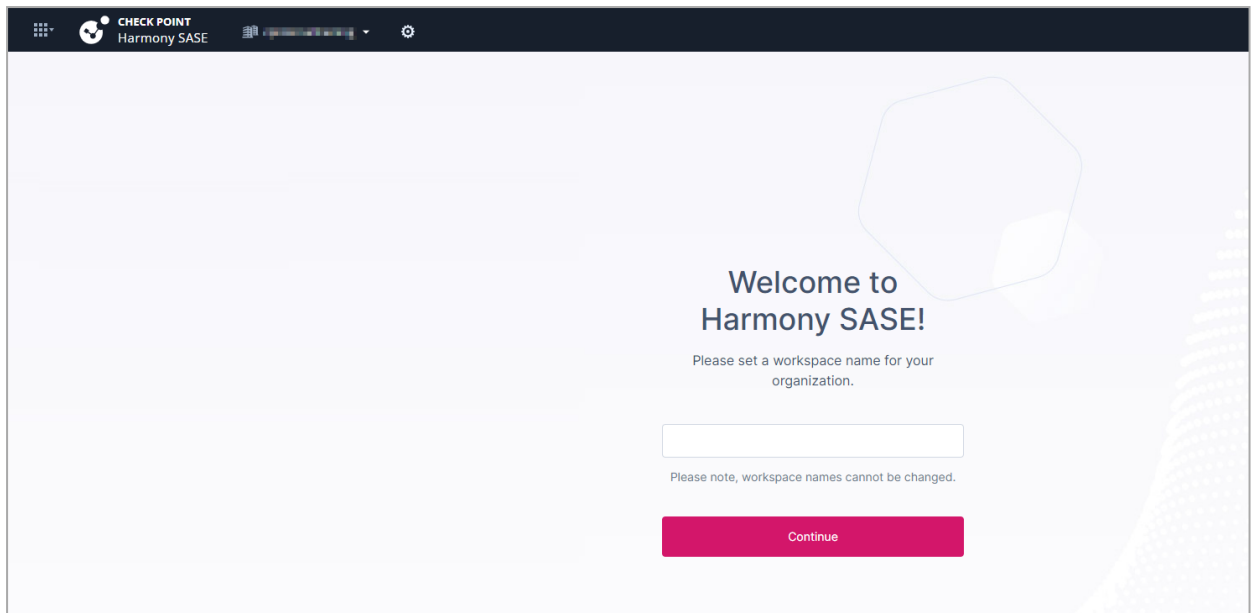 CHECK POINT
Harmony SASE
Welcome to
Harmony SASE!
Please set a workspace name for your
organization.
Please note, workspace names cannot be changed.
Continue